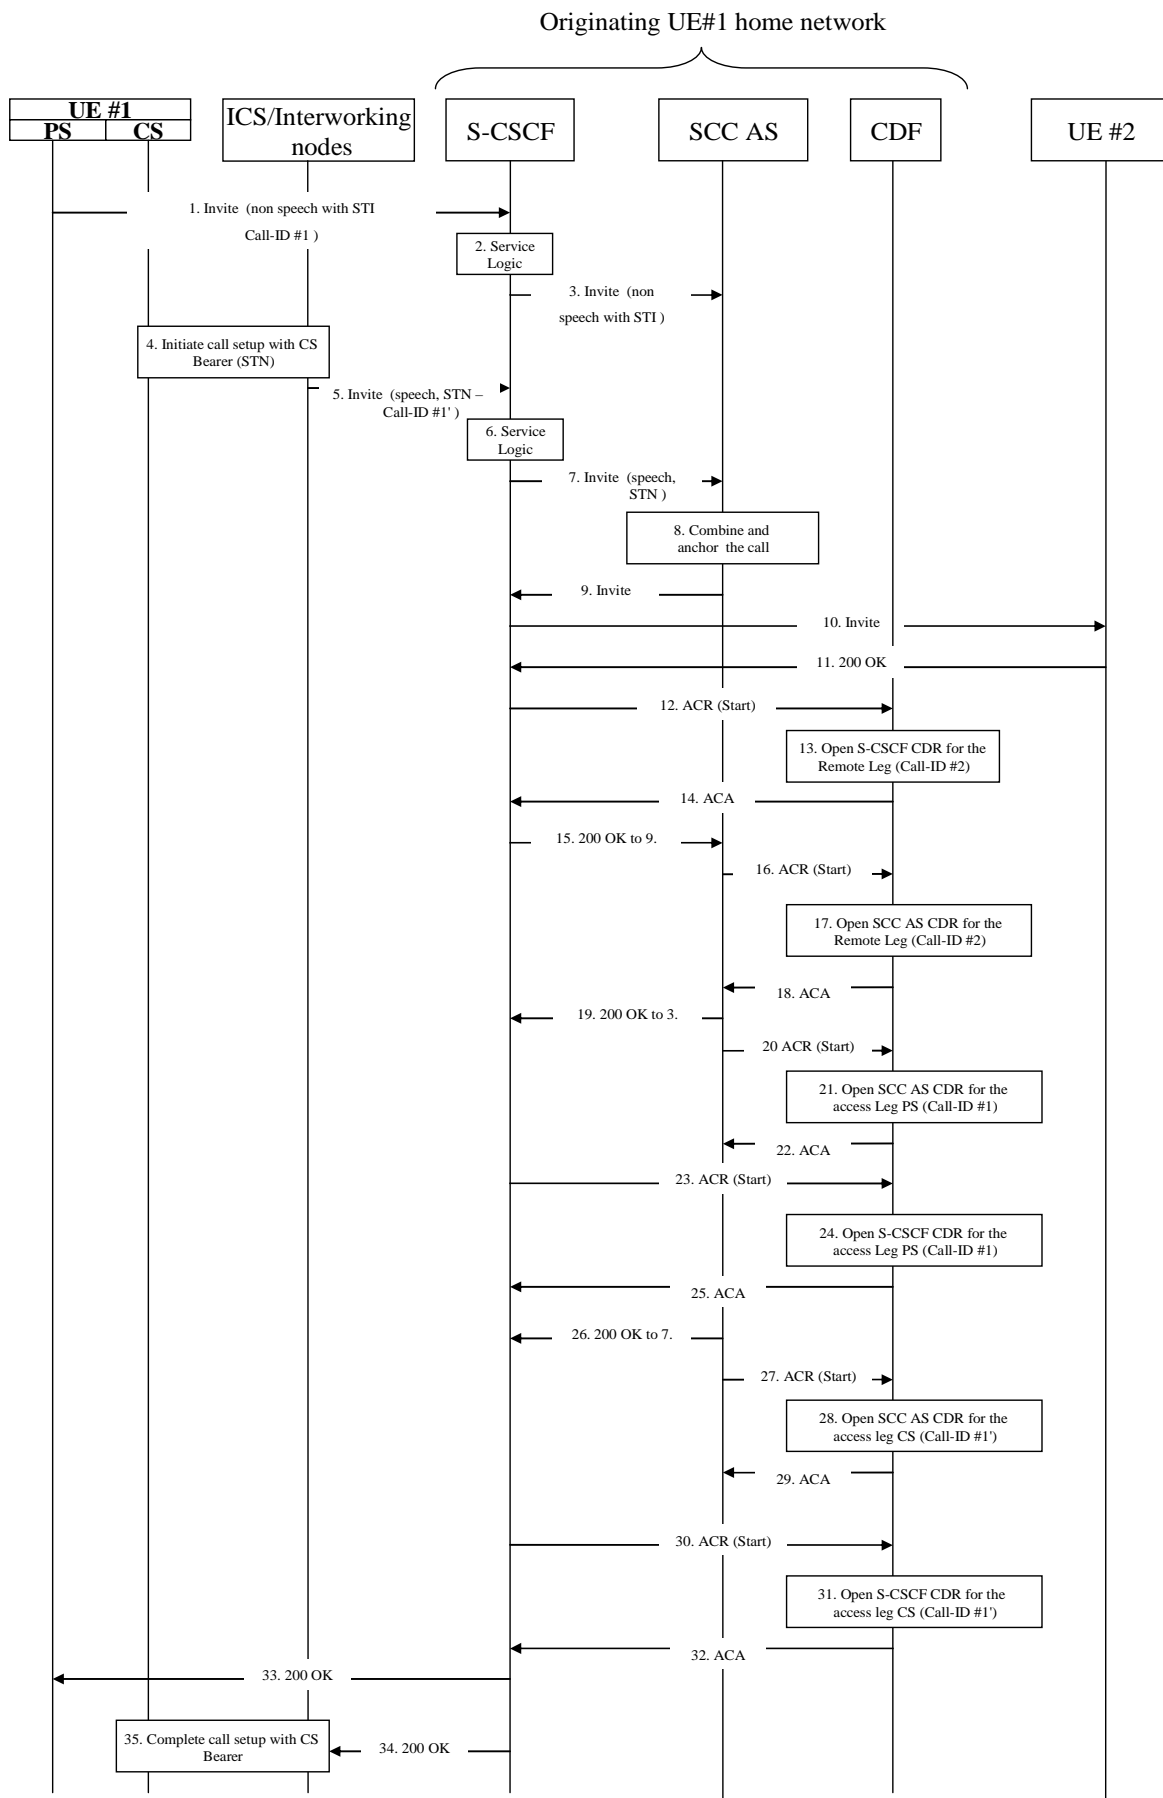 Originating UE#1 home network
UE #1
PS
CS
ICS/Interworking
nodes
S-CSCF
SCC AS
CDF
UE #2
1. Invite (non speech with STI
Call-ID #1 )
2. Service
Logic
3. Invite (non
speech with STI )
4. Initiate call setup with CS
Bearer (STN)
5. Invite (speech, STN –
Call-ID #1' )
6. Service
Logic
7. Invite (speech,
STN )
8. Combine and
anchor the call
9. Invite
10. Invite
11. 200 OK
12. ACR (Start)
13. Open S-CSCF CDR for the
Remote Leg (Call-ID #2)
14. ACA
15. 200 OK to 9.
16. ACR (Start)
17. Open SCC AS CDR for the
Remote Leg (Call-ID #2)
18. ACA
19. 200 OK to 3.
20 ACR (Start)
21. Open SCC AS CDR for the
access Leg PS (Call-ID #1)
22. ACA
23. ACR (Start)
24. Open S-CSCF CDR for the
access Leg PS (Call-ID #1)
25. ACA
26. 200 OK to 7.
27. ACR (Start)
28. Open SCC AS CDR for the
access leg CS (Call-ID #1')
29. ACA
30. ACR (Start)
31. Open S-CSCF CDR for the
access leg CS (Call-ID #1')
32. ACA
33. 200 OK
34. 200 OK
35. Complete call setup with CS
Bearer